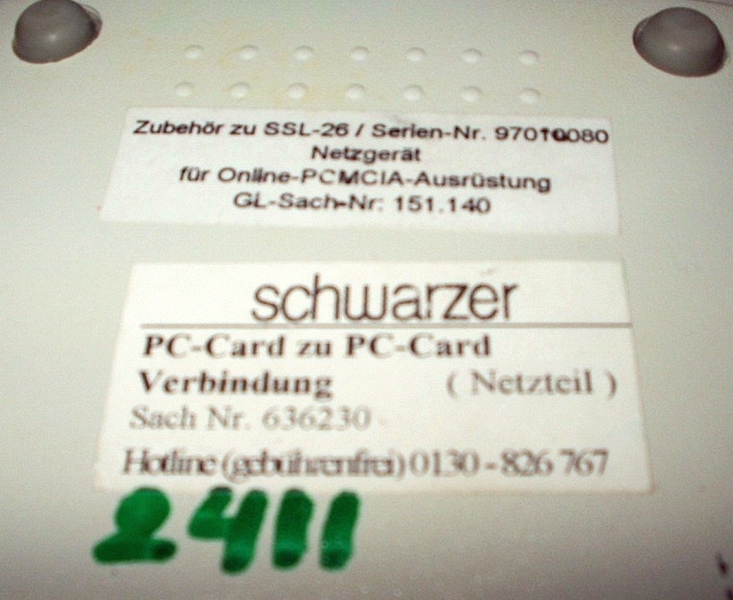 Zubehör zu SSL-26 / Serien-Nr. 97010080
Netzgerät
für Online-PCMCIA-Ausrüstung
GL-Sach-Nr: 151.140
schwarzer
PC-Card zu PC-Card
Verbindung ( Netzteil )
Sach Nr. 636230
Hotline (gebührenfrei) 0130 - 826 767
2411